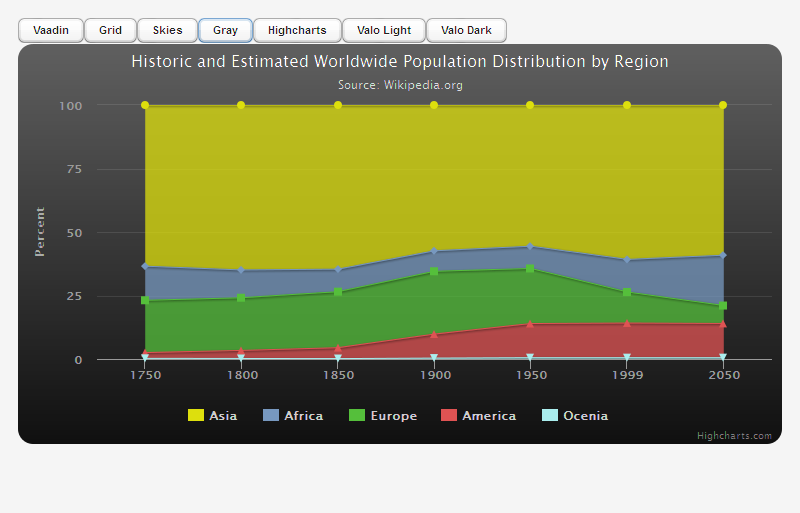 Vaadin Grid Skies Gray Highcharts Valo Light Valo Dark
Historic and Estimated Worldwide Population Distribution by Region
Source: Wikipedia.org
Percent
100
75
50
25
0
1750 1800 1850 1900 1950 1999 2050
Asia Africa Europe America Ocenia
Highcharts.com